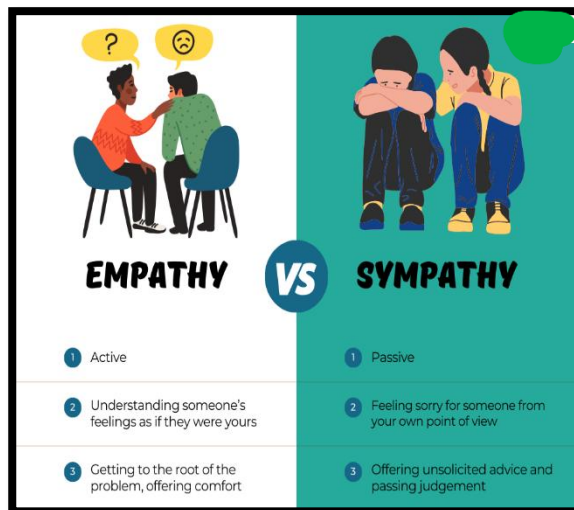 ?
EMPATHY
VS
SYMPATHY
1 Active
1 Passive
2 Understanding someone's
feelings as if they were yours
2 Feeling sorry for someone from
your own point of view
3 Getting to the root of the
problem, offering comfort
3 Offering unsolicited advice and
passing judgement